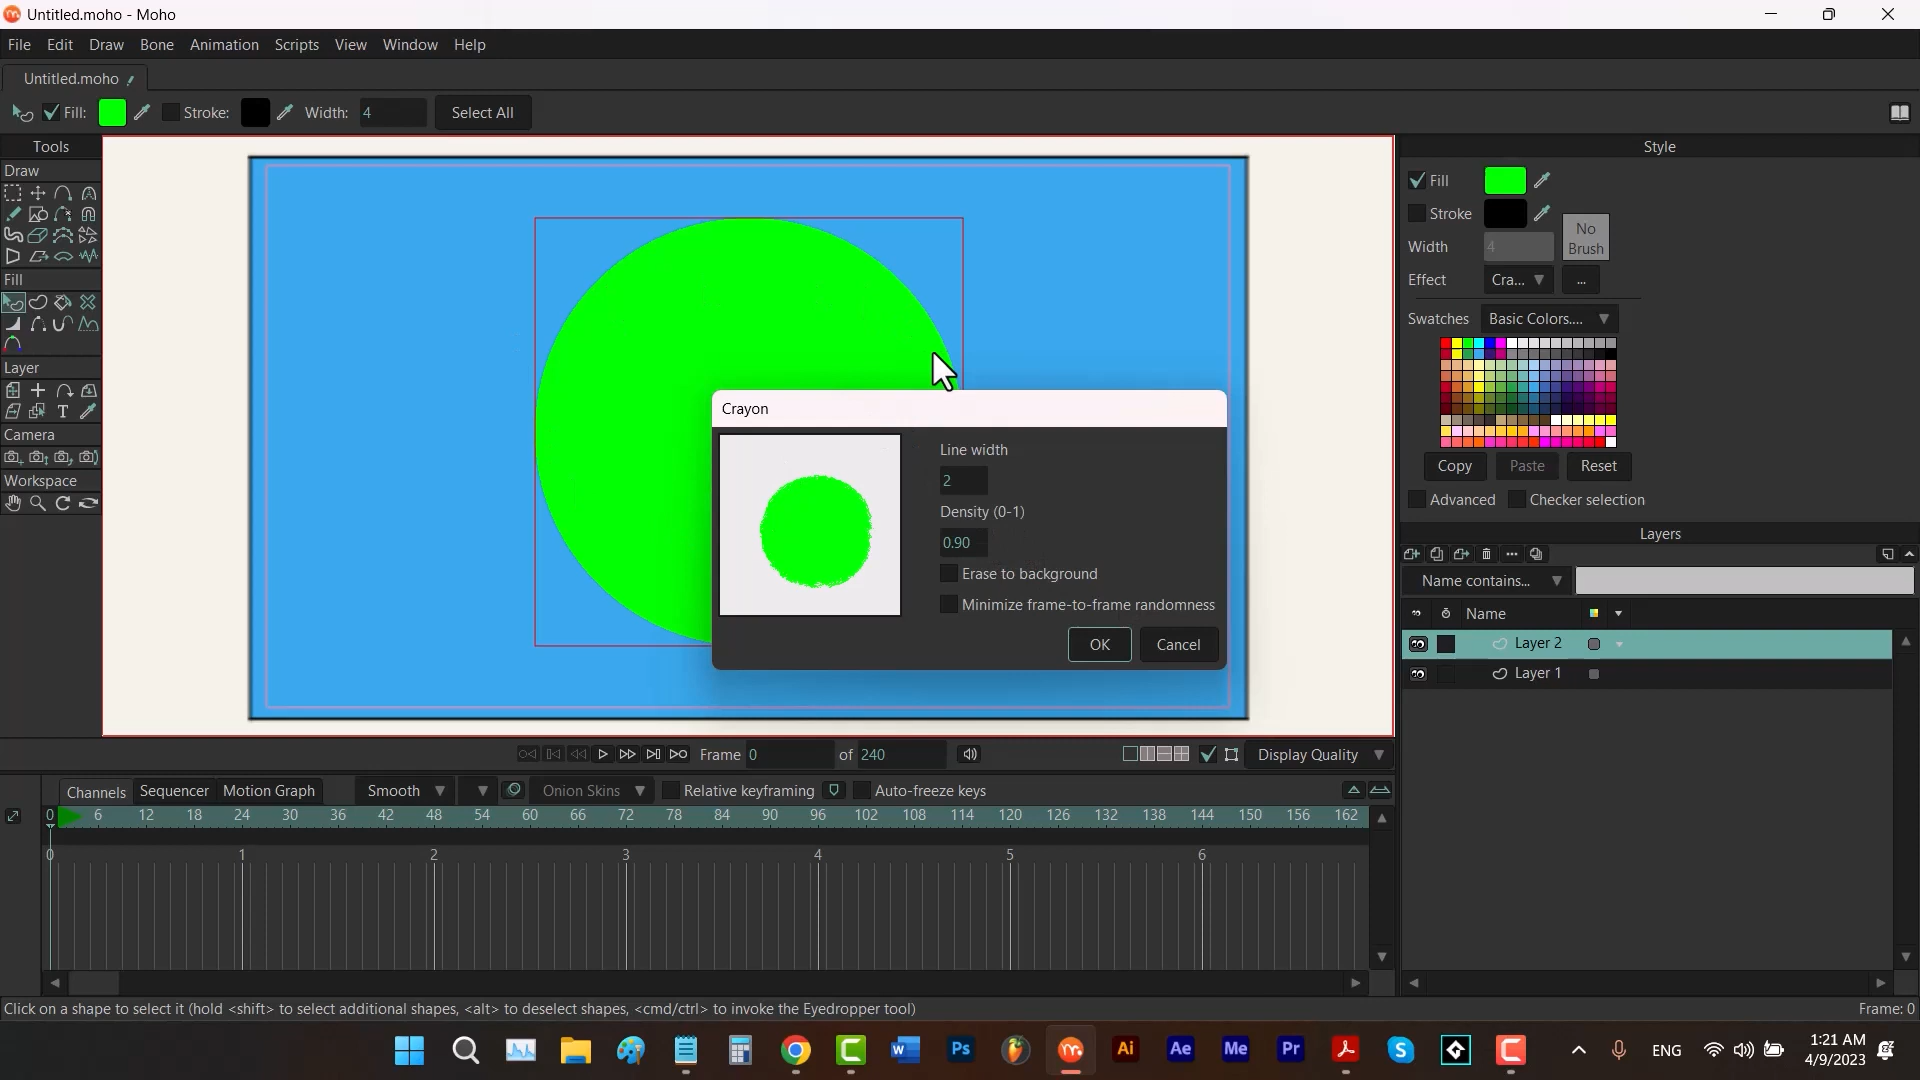 Untitled.moho - Moho
File Edit Draw Bone Animation Scripts View Window Help
Untitled.moho
Fill: Stroke: Width: 4 Select All
Tools
Draw
Fill
Layer
T
Camera
Workspace
Style
Fill
Stroke
Width 4
No
Brush
Effect Cra... ...
Swatches Basic Colors....
Copy Paste Reset
Advanced Checker selection
Layers
Name contains...
Name
Layer 2
Layer 1
Crayon
Line width
2
Density (0-1)
0.90
Erase to background
Minimize frame-to-frame randomness
OK Cancel
Frame 0 of 240 Display Quality
Channels Sequencer Motion Graph Smooth Onion Skins Relative keyframing Auto-freeze keys
0 6 12 18 24 30 36 42 48 54 60 66 72 78 84 90 96 102 108 114 120 126 132 138 144 150 156 162
0 1 2 3 4 5 6
Click on a shape to select it (hold <shift> to select additional shapes, <alt> to deselect shapes, <cmd/ctrl> to invoke the Eyedropper tool)
Frame: 0
Ps Ai Ae Me Pr
ENG
1:21 AM
4/9/2023